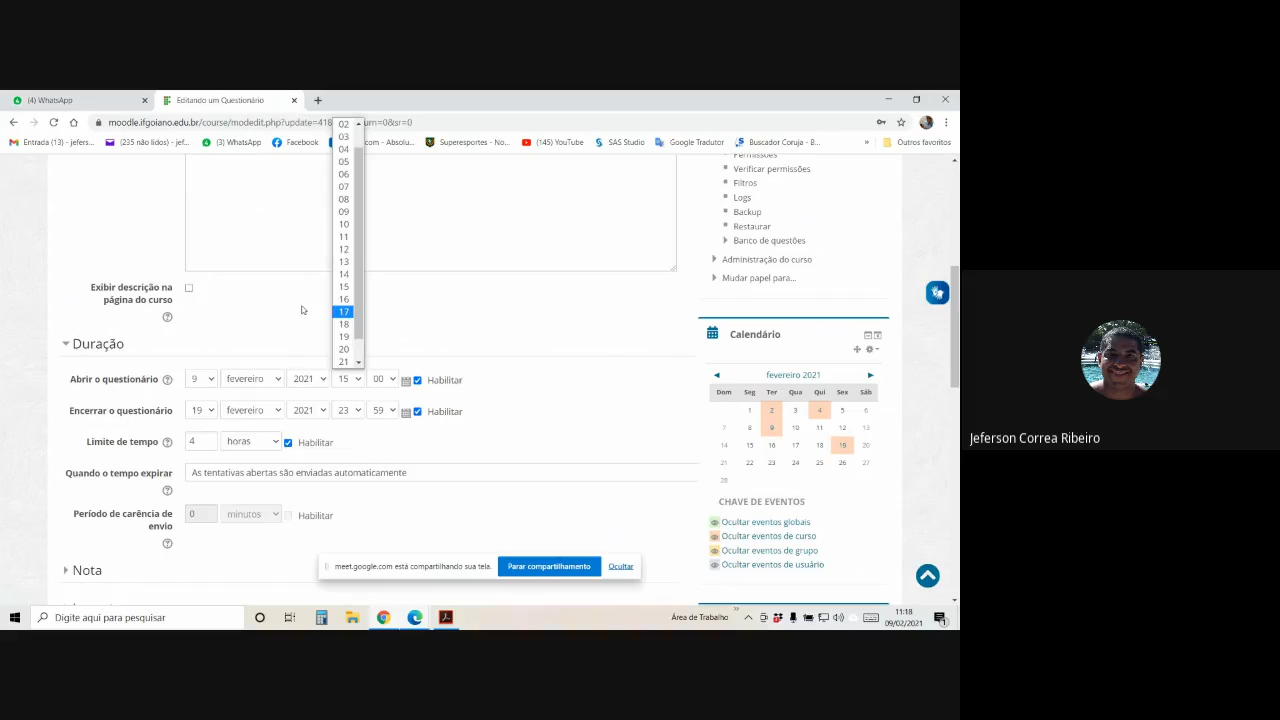 (4) WhatsApp
Editando um Questionário
moodle.ifgoiano.edu.br/course/modedit.php?update=418
urn=0&sr=0
Entrada (13) - jefers...
(235 não lidos) - jef...
(3) WhatsApp
Facebook
com - Absolu...
Superesportes - No...
(145) YouTube
SAS Studio
Google Tradutor
Buscador Coruja - B...
»
Outros favoritos
02
03
04
05
06
07
08
09
10
11
12
13
14
15
16
17
18
19
20
21
Exibir descrição na
página do curso
Duração
Abrir o questionário
9 fevereiro 2021 15 00 Habilitar
Encerrar o questionário
19 fevereiro 2021 23 59 Habilitar
Limite de tempo
4 horas Habilitar
Quando o tempo expirar
As tentativas abertas são enviadas automaticamente
Período de carência de
envio
0 minutos Habilitar
Nota
Permissões
Verificar permissões
Filtros
Logs
Backup
Restaurar
Banco de questões
Administração do curso
Mudar papel para...
Calendário
fevereiro 2021
Dom Seg Ter Qua Qui Sex Sáb
1 2 3 4 5 6
7 8 9 10 11 12 13
14 15 16 17 18 19 20
21 22 23 24 25 26 27
28
CHAVE DE EVENTOS
Ocultar eventos globais
Ocultar eventos de curso
Ocultar eventos de grupo
Ocultar eventos de usuário
meet.google.com está compartilhando sua tela.
Parar compartilhamento
Ocultar
Digite aqui para pesquisar
Área de Trabalho
»
11:18
09/02/2021
1
Jeferson Correa Ribeiro